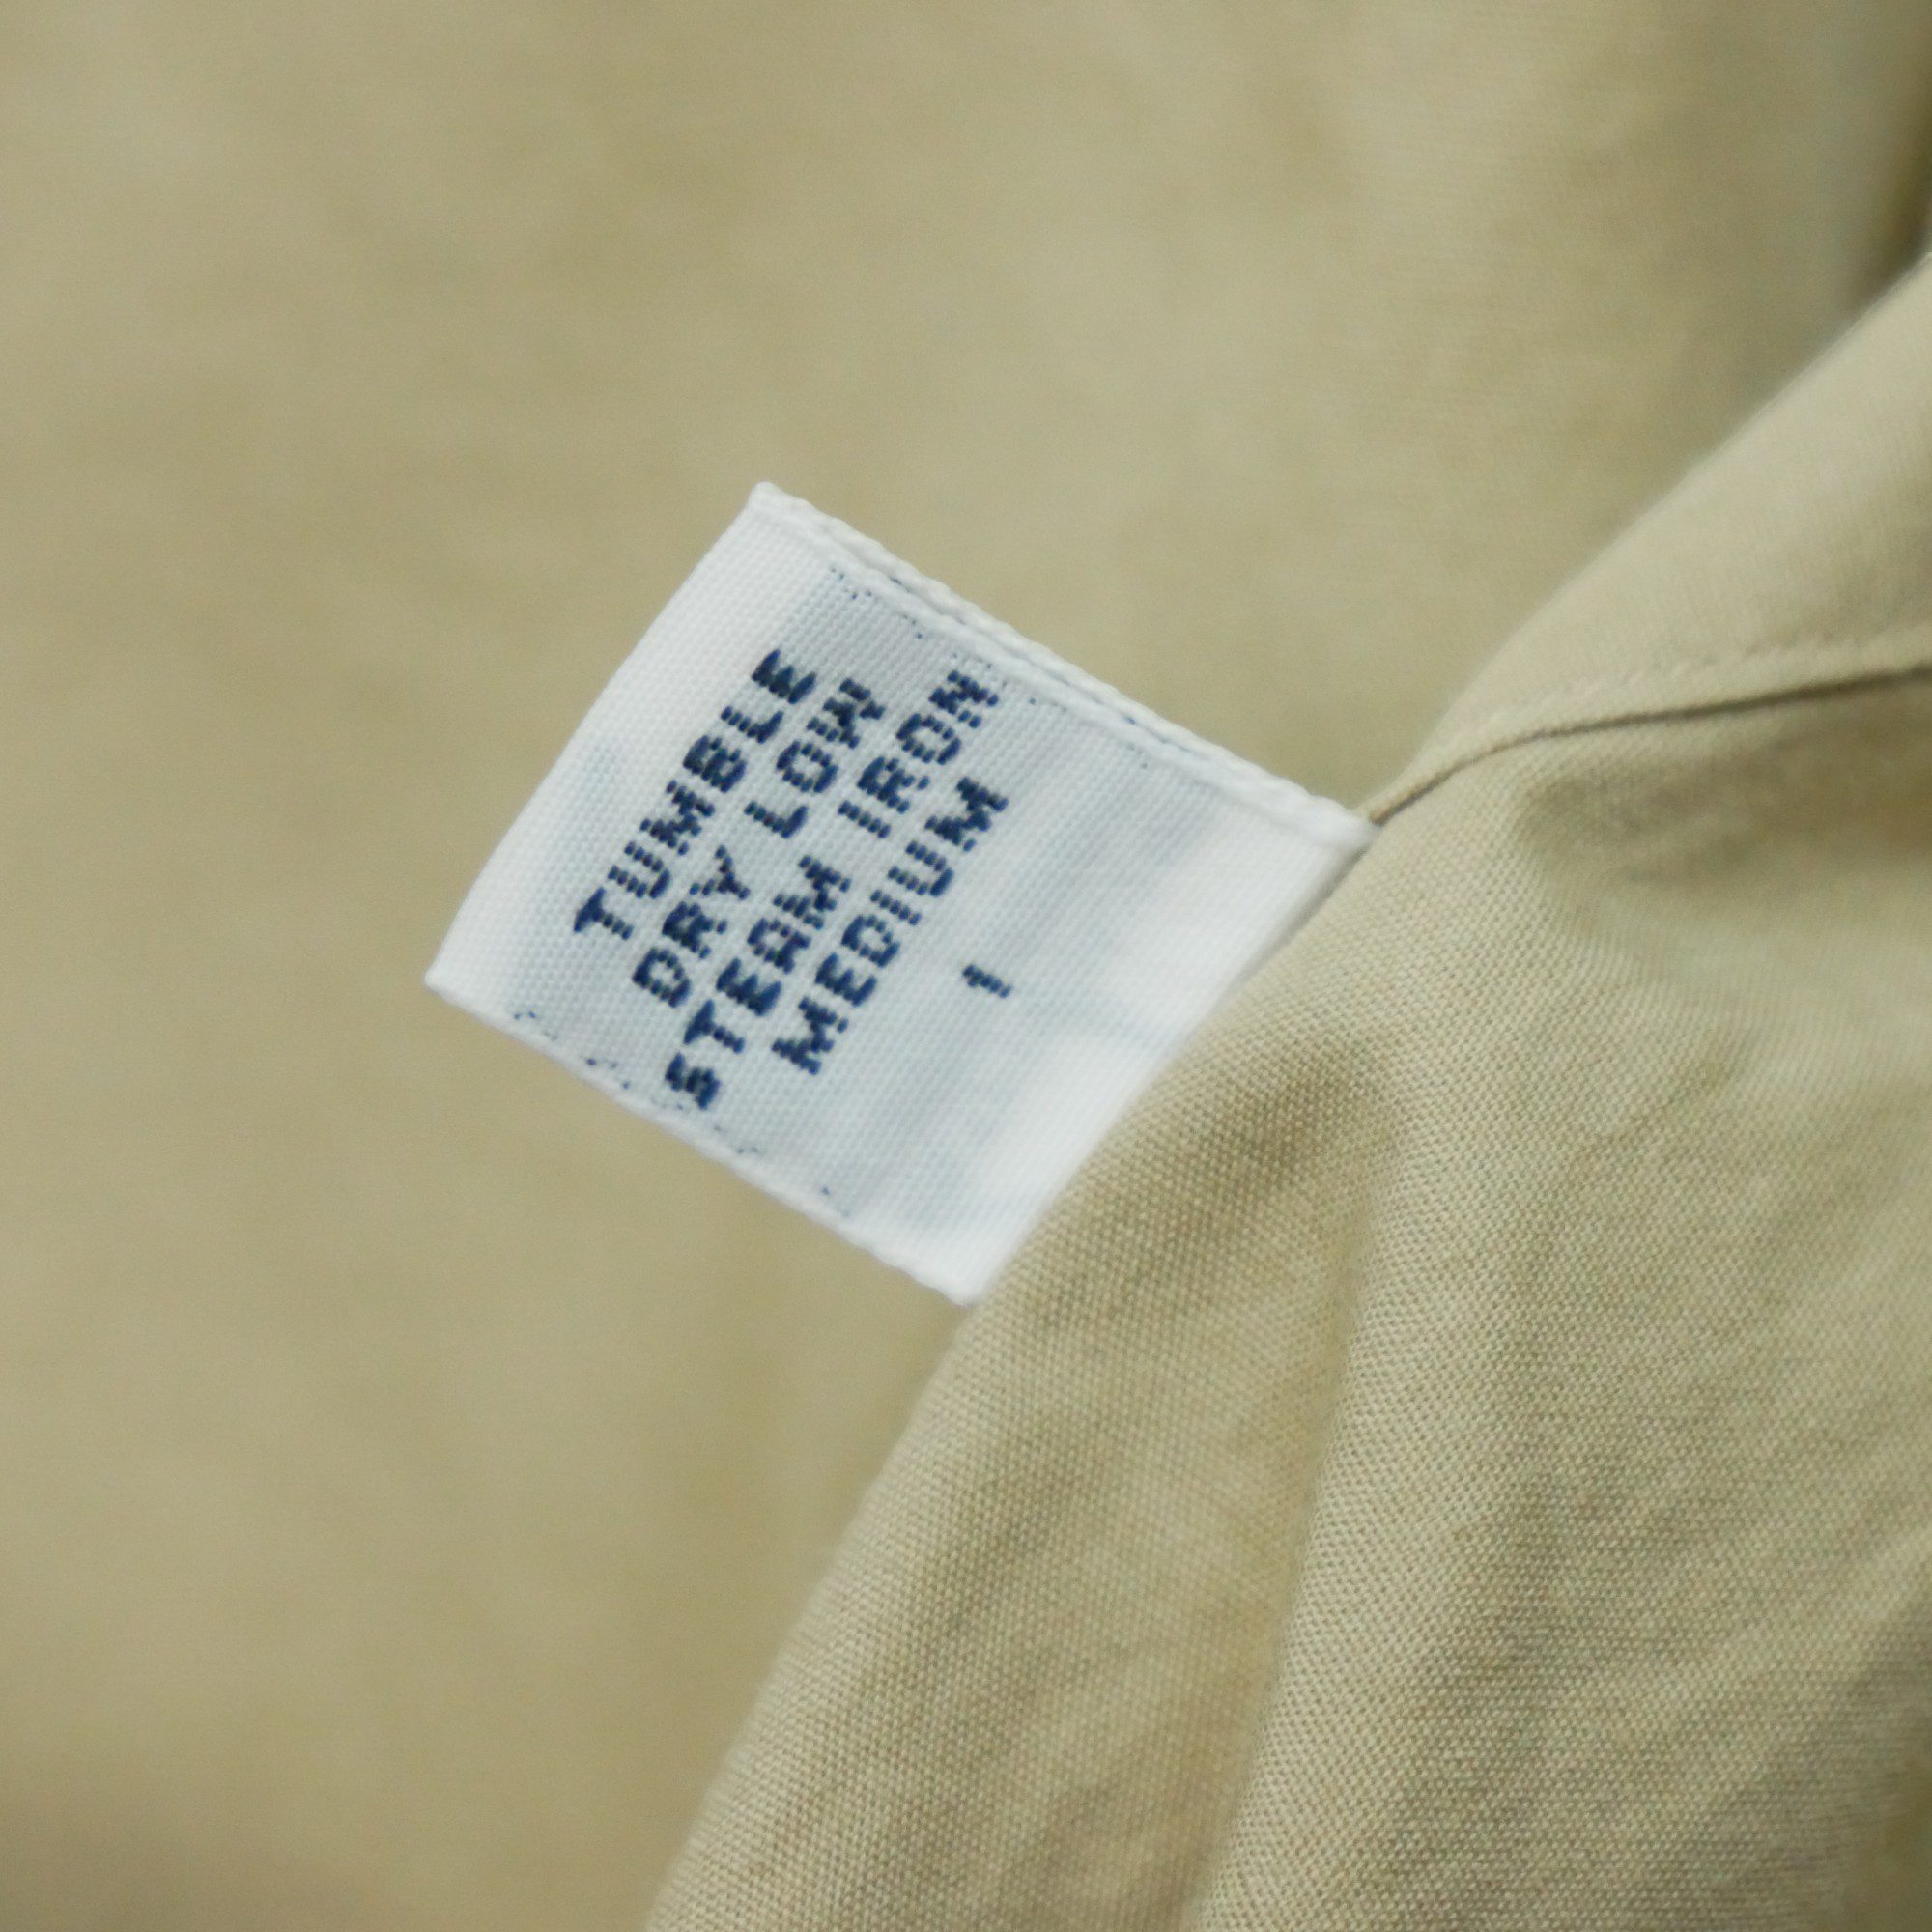 TUMBLE
DRY LOW
STEAM IRON
MEDIUM
1